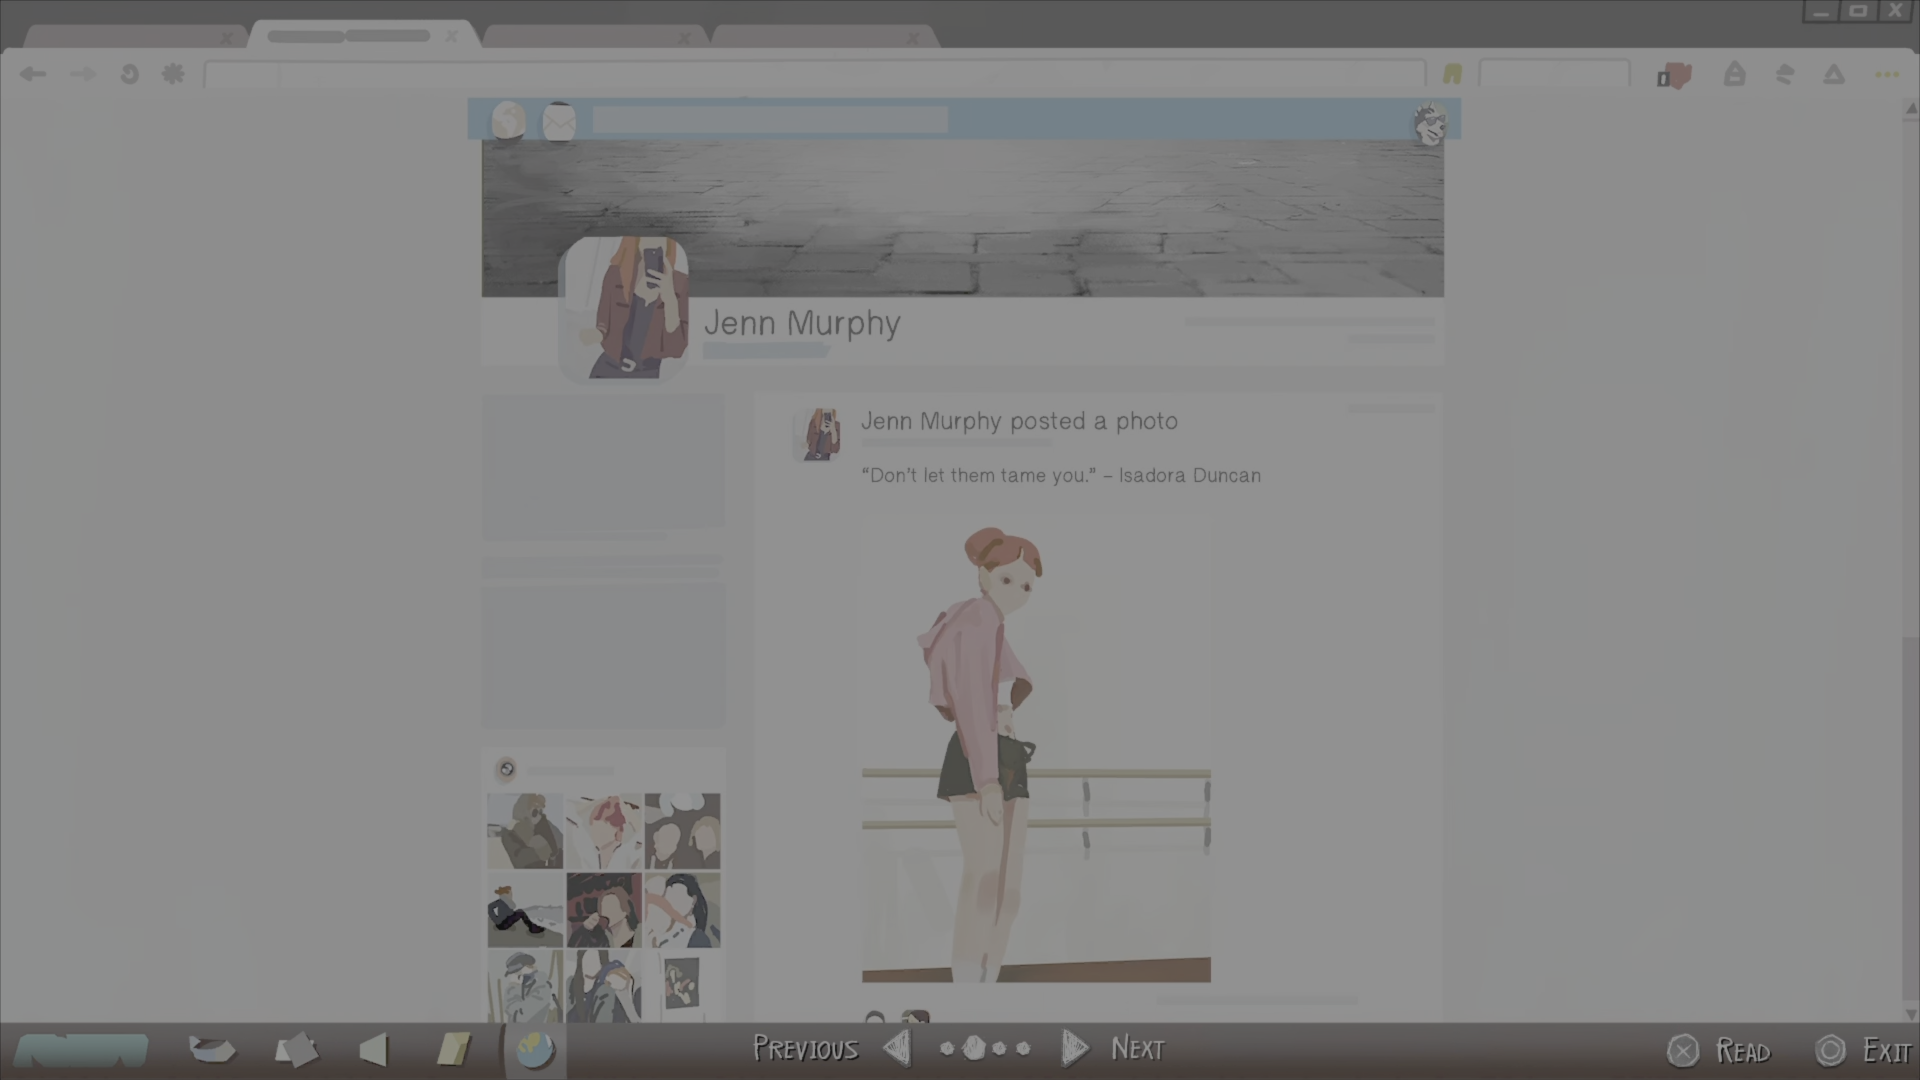 Jenn Murphy
Jenn Murphy posted a photo
“Don’t let them tame you.” – Isadora Duncan
Previous
Next
Read
Exit